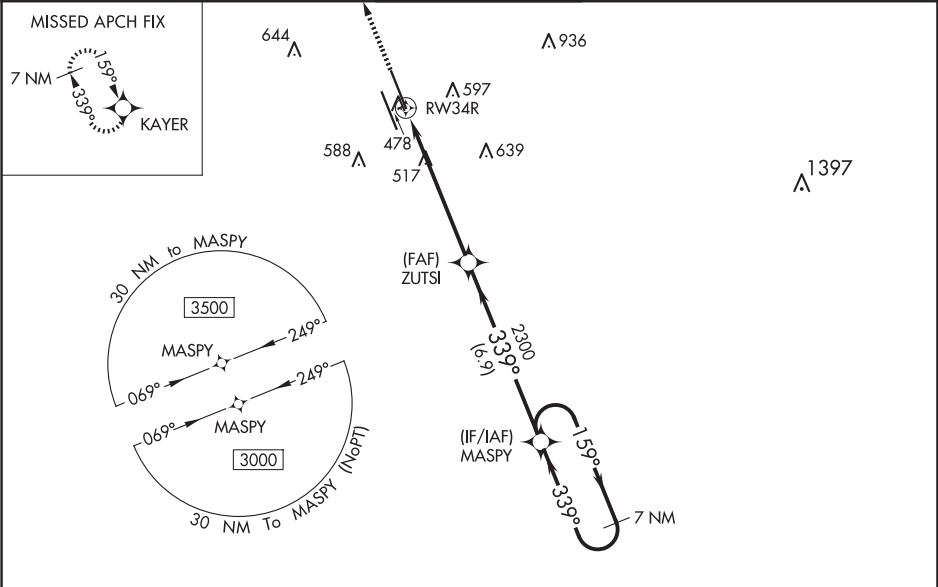 MISSED APCH FIX
7 NM
159°
339°
KAYER
644
936
597
RW34R
478
588
517
639
1397
(FAF)
ZUTSI
2300
339°
(6.9)
(IF/IAF)
MASPY
159°
339°
7 NM
30 NM to MASPY
3500
249°
MASPY
069°
249°
069°
MASPY
3000
30 NM To MASPY (NoPT)